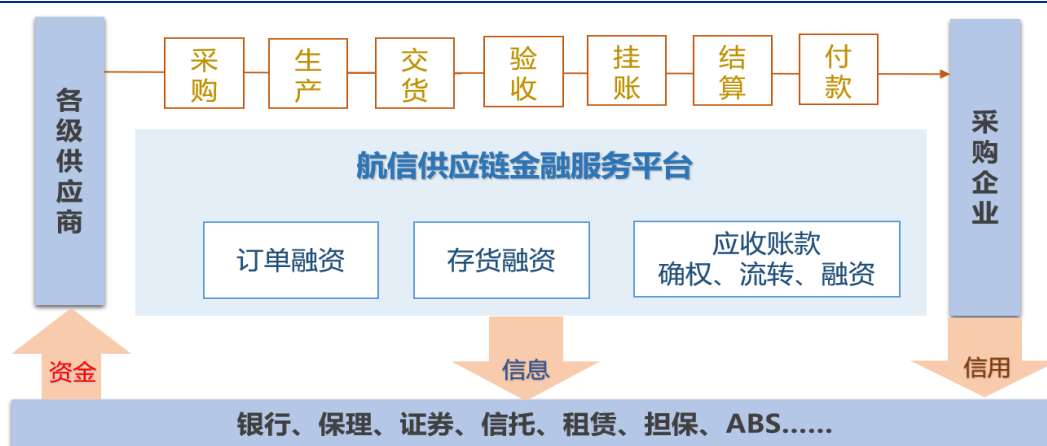 各级供应商
采购
生产
交货
验收
挂账
结算
付款
采购企业
航信供应链金融服务平台
订单融资
存货融资
应收账款
确权、流转、融资
资金
信息
信用
银行、保理、证券、信托、租赁、担保、ABS......